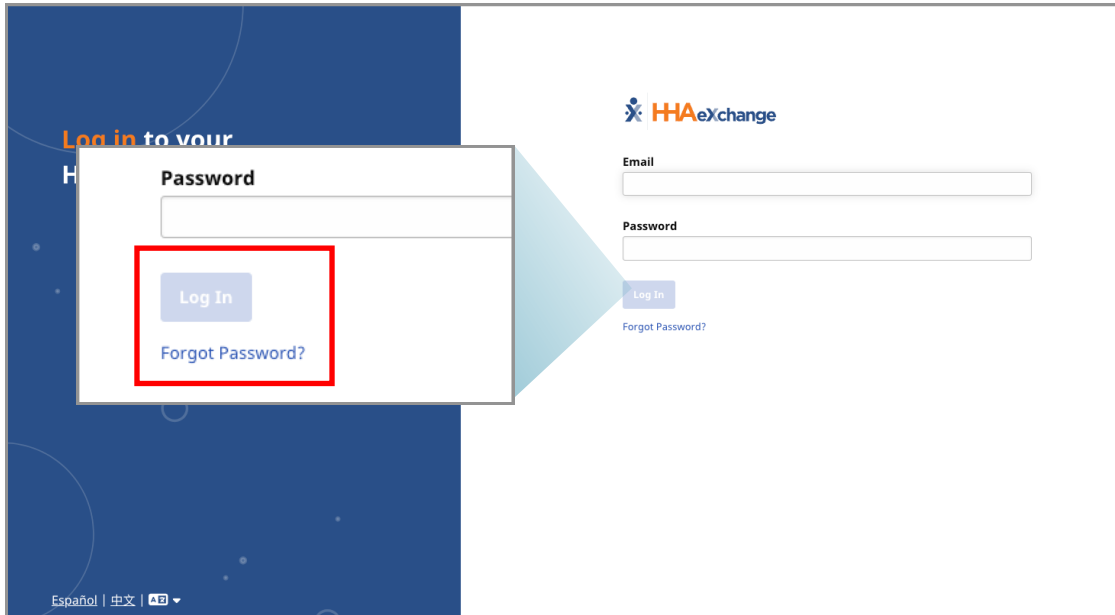 Log in to your
H
Password
Log In
Forgot Password?
Español | 中文 |
HHAeXchange
Email
Password
Log In
Forgot Password?